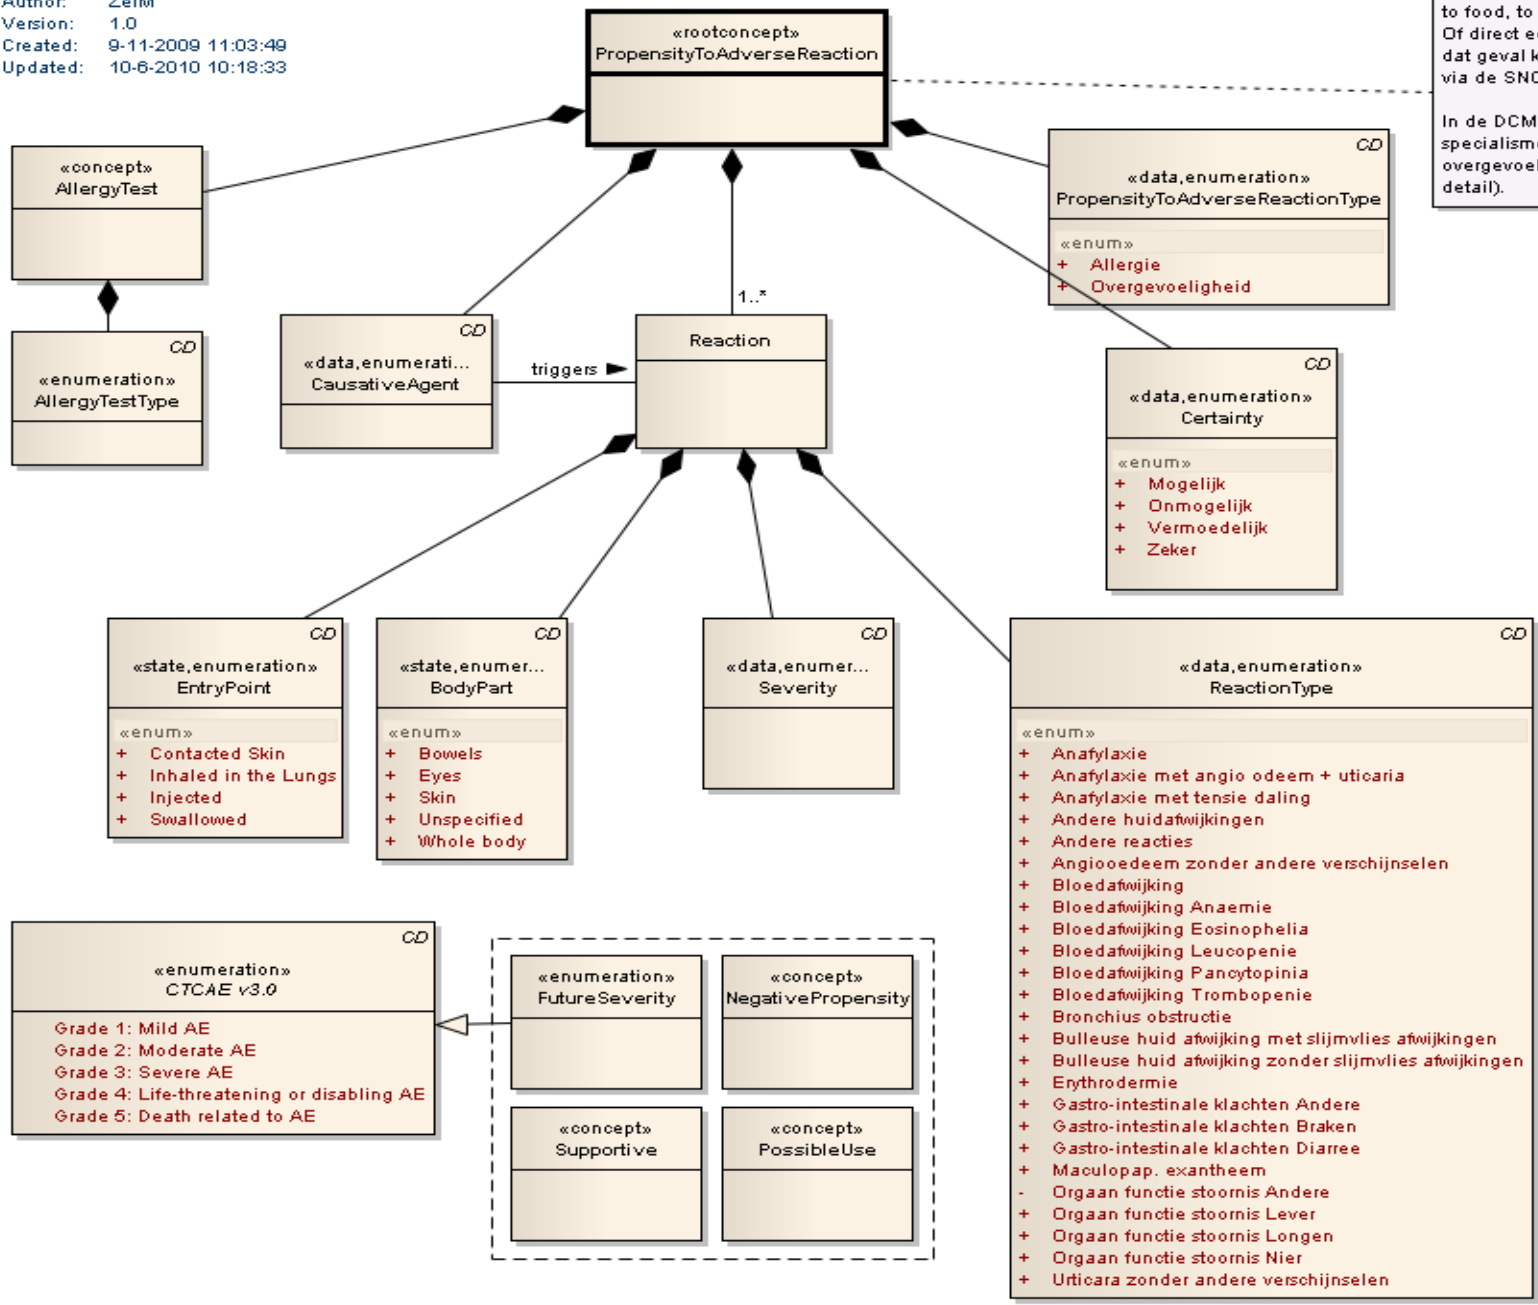 Author: ZelM
Version: 1.0
Created: 9-11-2009 11:03:49
Updated: 10-6-2010 10:18:33
«rootconcept»
PropensityToAdverseReaction
to food, to
Of direct e
dat geval k
via de SNO
In de DCM
specialism
overgevoel
detail).
«concept»
AllergyTest
CD
«data,enumeration»
PropensityToAdverseReactionType
«enum»
+ Allergie
+ Overgevoeligheid
CD
«enumeration»
AllergyTestType
CD
«data,enumerati...
CausativeAgent
triggers
1..*
Reaction
CD
«data,enumeration»
Certainty
«enum»
+ Mogelijk
+ Onmogelijk
+ Vermoedelijk
+ Zeker
CD
«state,enumeration»
EntryPoint
«enum»
+ Contacted Skin
+ Inhaled in the Lungs
+ Injected
+ Swallowed
CD
«state,enumer...
BodyPart
«enum»
+ Bowels
+ Eyes
+ Skin
+ Unspecified
+ Whole body
CD
«data,enumer...
Severity
CD
«data,enumeration»
ReactionType
«enum»
+ Anafylaxie
+ Anafylaxie met angio odeem + uticaria
+ Anafylaxie met tensie daling
+ Andere huidafwijkingen
+ Andere reacties
+ Angiooedeem zonder andere verschijnselen
+ Bloedafwijking
+ Bloedafwijking Anaemie
+ Bloedafwijking Eosinophelia
+ Bloedafwijking Leucopenie
+ Bloedafwijking Pancytopinia
+ Bloedafwijking Trombopenie
+ Bronchius obstructie
+ Bulleuse huid afwijking met slijmvlies afwijkingen
+ Bulleuse huid afwijking zonder slijmvlies afwijkingen
+ Erythrodermie
+ Gastro-intestinale klachten Andere
+ Gastro-intestinale klachten Braken
+ Gastro-intestinale klachten Diarree
+ Maculopap. exantheem
- Orgaan functie stoornis Andere
+ Orgaan functie stoornis Lever
+ Orgaan functie stoornis Longen
+ Orgaan functie stoornis Nier
+ Urticara zonder andere verschijnselen
CD
«enumeration»
CTCAE v3.0
Grade 1: Mild AE
Grade 2: Moderate AE
Grade 3: Severe AE
Grade 4: Life-threatening or disabling AE
Grade 5: Death related to AE
«enumeration»
FutureSeverity
«concept»
NegativePropensity
«concept»
Supportive
«concept»
PossibleUse